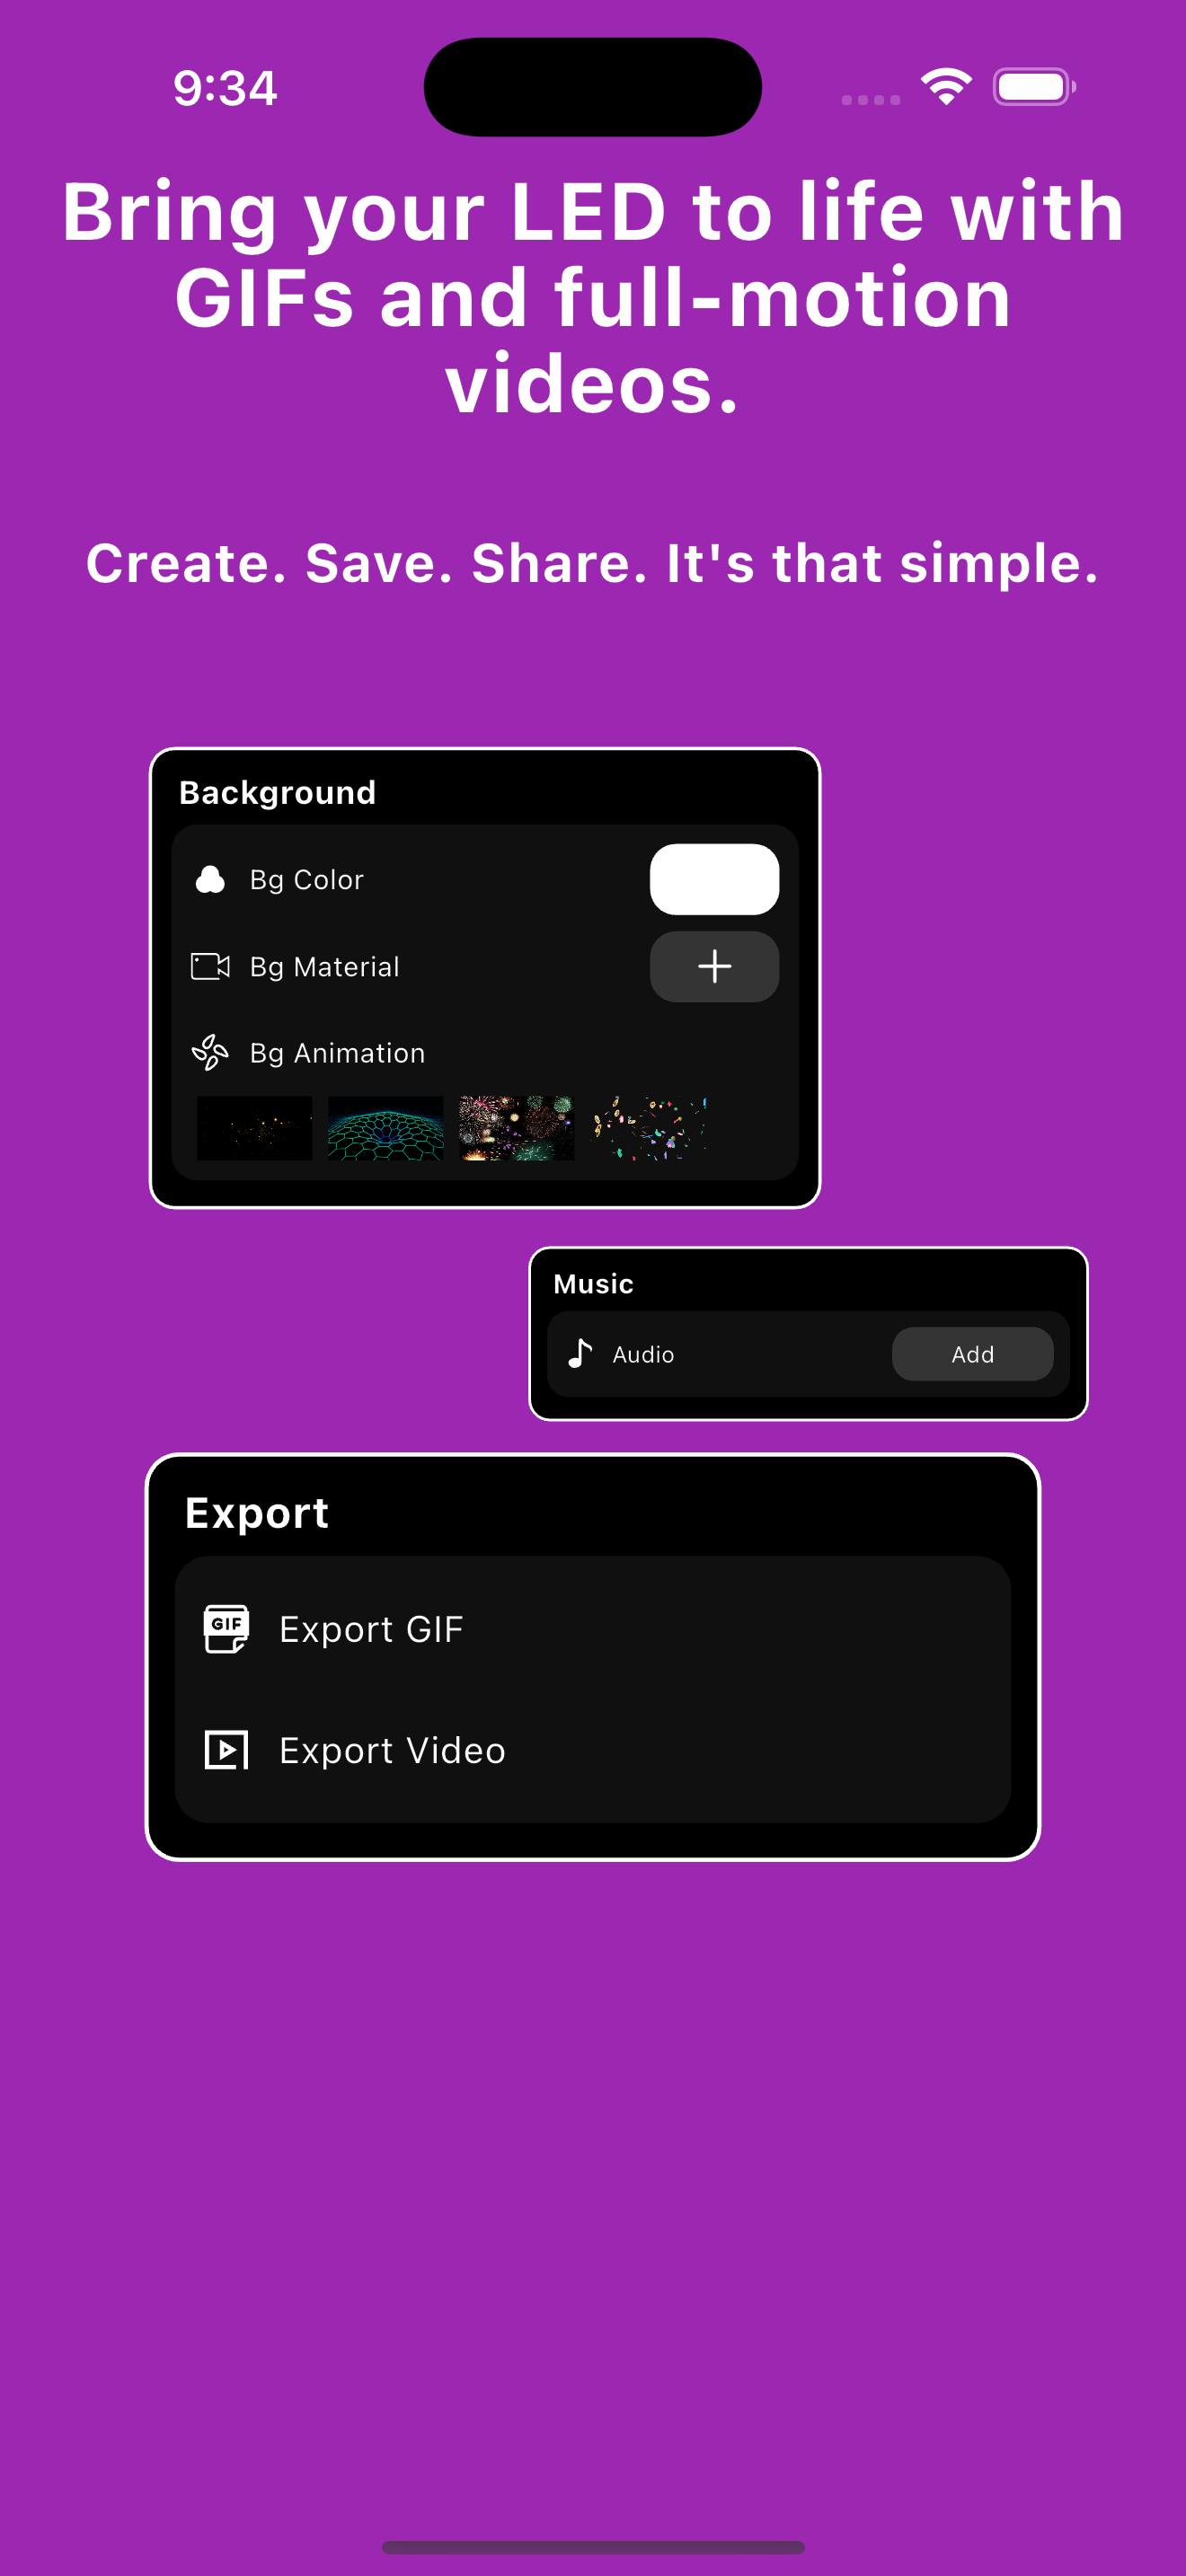 9:34
Bring your LED to life with
GIFs and full-motion
videos.
Create. Save. Share. It's that simple.
Background
Bg Color
Bg Material
Bg Animation
Music
Audio
Add
Export
GIF
Export GIF
Export Video